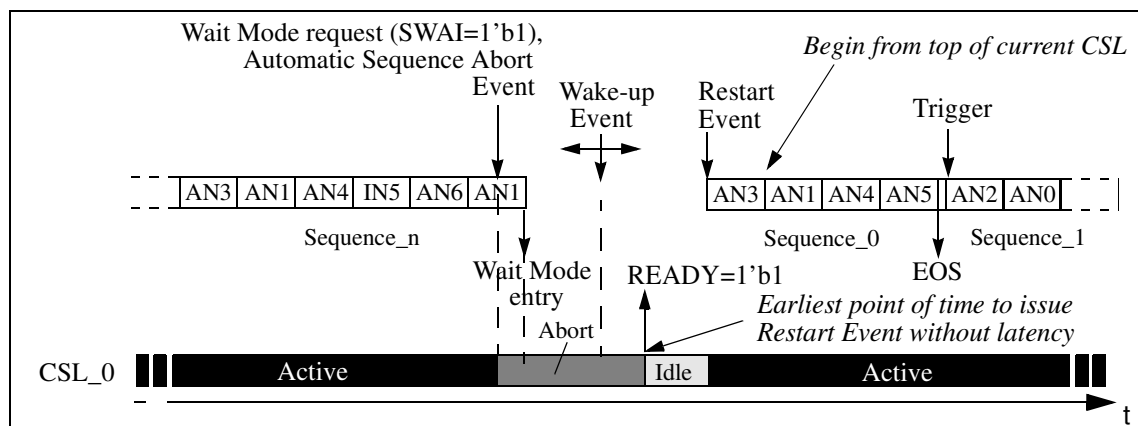 Wait Mode request (SWAI=1’b1),
Automatic Sequence Abort
Event
Wake-up
Event
Restart
Event
Begin from top of current CSL
Trigger
AN3 AN1 AN4 IN5 AN6 AN1
AN3 AN1 AN4 AN5 AN2 AN0
Sequence_n
Sequence_0
Sequence_1
Wait Mode
entry
READY=1’b1
EOS
Earliest point of time to issue
Restart Event without latency
Abort
CSL_0
Active
Idle
Active
t